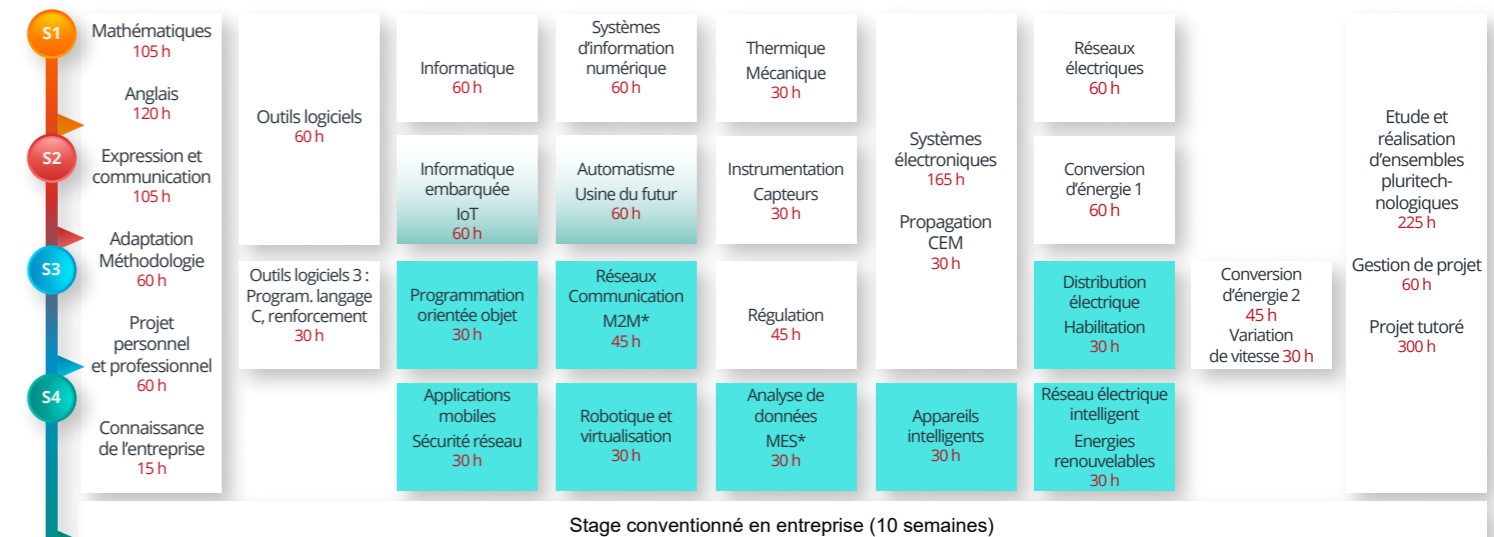 S1
S2
S3
S4
Mathématiques
105 h
Anglais
120 h
Expression et
communication
105 h
Adaptation
Méthodologie
60 h
Projet
personnel
et professionnel
60 h
Connaissance
de l'entreprise
15 h
Outils logiciels
60 h
Outils logiciels 3 :
Program. langage
C, renforcement
30 h
Informatique
60 h
Informatique
embarquée
IoT
60 h
Programmation
orientée objet
30 h
Applications
mobiles
Sécurité réseau
30 h
Systèmes
d'information
numérique
60 h
Automatisme
Usine du futur
60 h
Réseaux
Communication
M2M*
45 h
Robotique et
virtualisation
30 h
Thermique
Mécanique
30 h
Instrumentation
Capteurs
30 h
Régulation
45 h
Analyse de
données
MES*
30 h
Systèmes
électroniques
165 h
Propagation
CEM
30 h
Appareils
intelligents
30 h
Réseaux
électriques
60 h
Conversion
d'énergie 1
60 h
Distribution
électrique
Habilitation
30 h
Réseau électrique
intelligent
Energies
renouvelables
30 h
Conversion
d'énergie 2
45 h
Variation
de vitesse 30 h
Etude et
réalisation
d'ensembles
pluritech-
nologiques
225 h
Gestion de projet
60 h
Projet tutoré
300 h
Stage conventionné en entreprise (10 semaines)